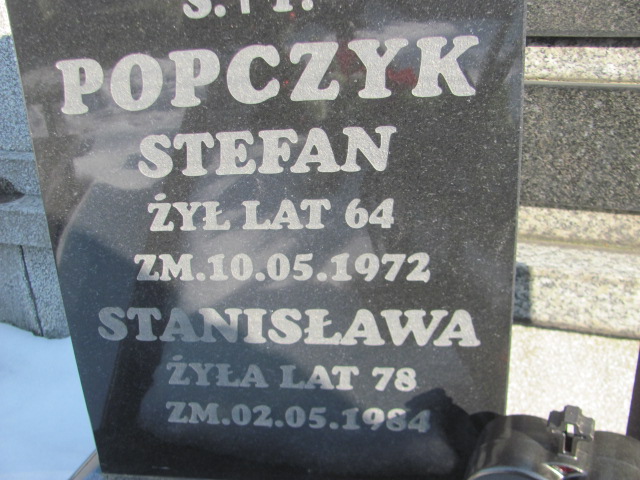 Ś.†P.
POPCZYK
STEFAN
ŻYŁ LAT 64
ZM.10.05.1972
STANISŁAWA
ŻYŁA LAT 78
ZM.02.05.1984